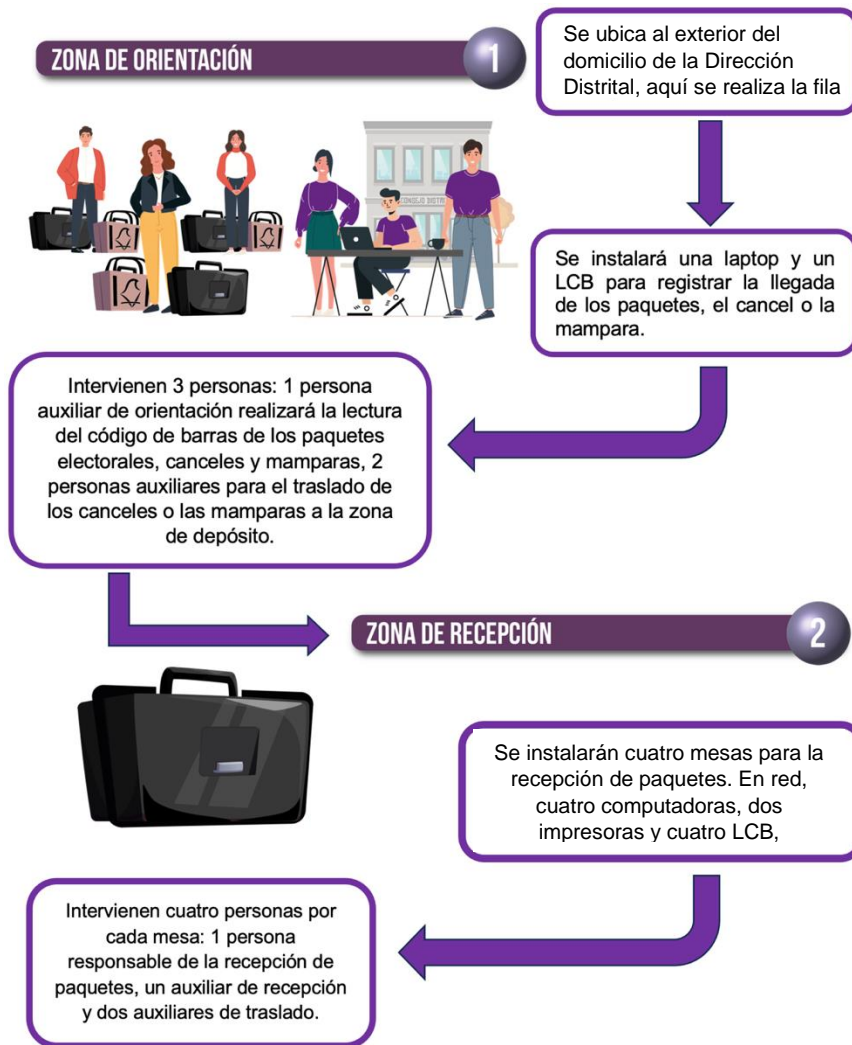 ZONA DE ORIENTACIÓN
1
Se ubica al exterior del
domicilio de la Dirección
Distrital, aquí se realiza la fila
CONSEJO DISTR
Se instalará una laptop y un
LCB para registrar la llegada
de los paquetes, el cancel o la
mampara.
Intervienen 3 personas: 1 persona
auxiliar de orientación realizará la lectura
del código de barras de los paquetes
electorales, canceles y mamparas, 2
personas auxiliares para el traslado de
los canceles o las mamparas a la zona
de depósito.
ZONA DE RECEPCIÓN
2
Se instalarán cuatro mesas para la
recepción de paquetes. En red,
cuatro computadoras, dos
impresoras y cuatro LCB,
Intervienen cuatro personas por
cada mesa: 1 persona
responsable de la recepción de
paquetes, un auxiliar de recepción
y dos auxiliares de traslado.